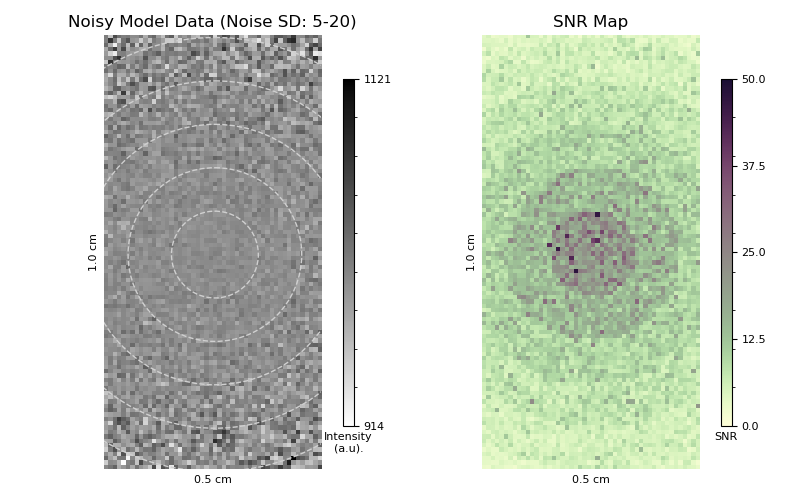 Noisy Model Data (Noise SD: 5-20)
SNR Map
1121
914
Intensity
(a.u).
1.0 cm
0.5 cm
50.0
37.5
25.0
12.5
0.0
SNR
1.0 cm
0.5 cm